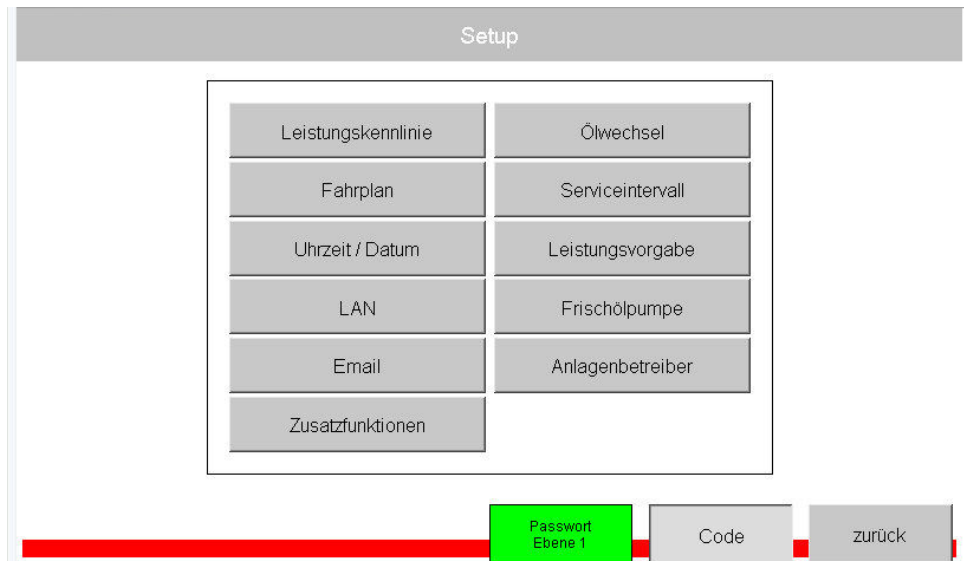 Setup
Leistungskennlinie
Ölwechsel
Fahrplan
Serviceintervall
Uhrzeit / Datum
Leistungsvorgabe
LAN
Frischölpumpe
Email
Anlagenbetreiber
Zusatzfunktionen
Passwort
Ebene 1
Code
zurück